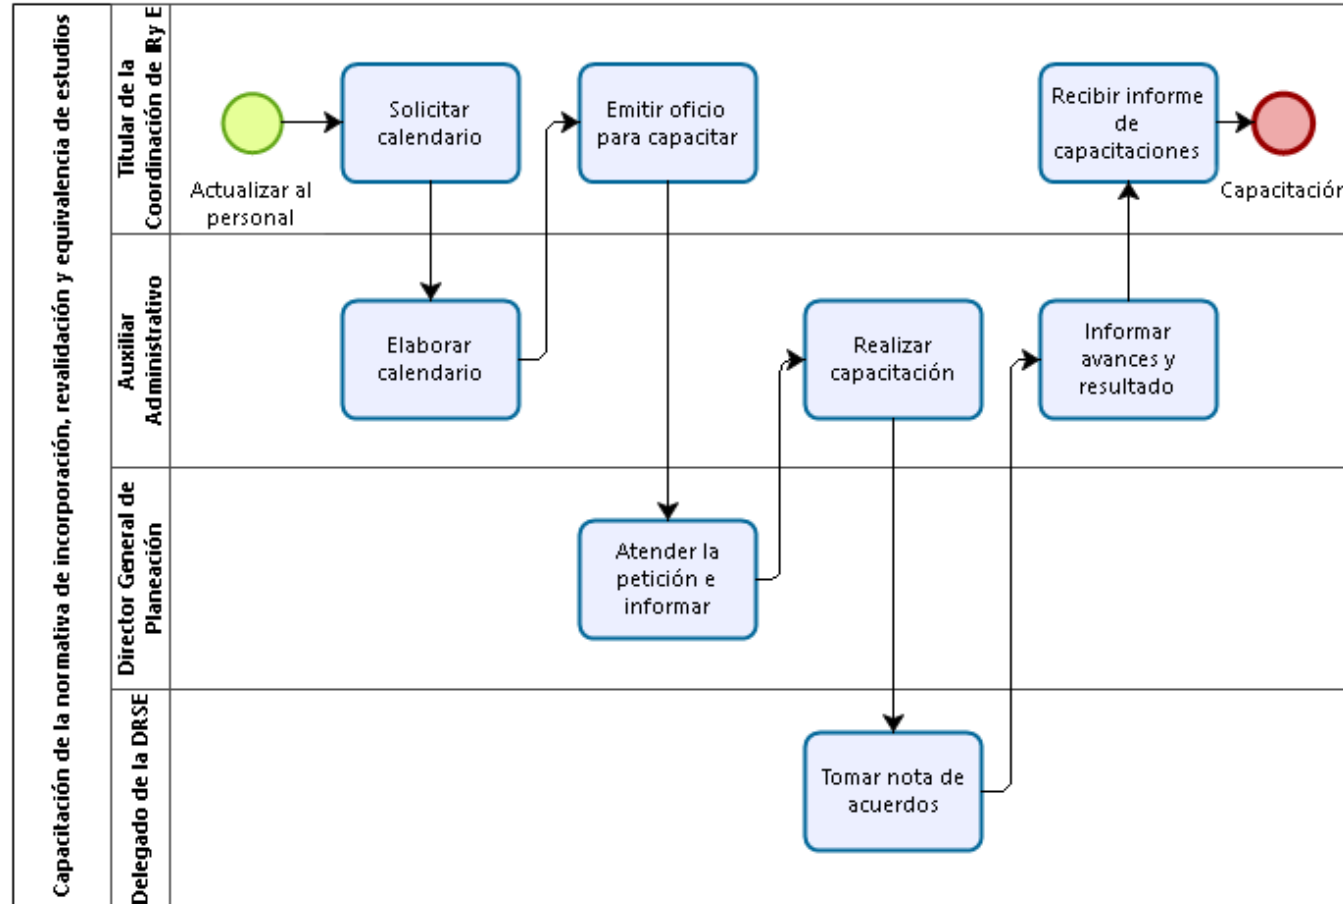 Capacitación de la normativa de incorporación, revalidación y equivalencia de estudios
Titular de la
Coordinación de IRy E
Actualizar al
personal
Solicitar
calendario
Emitir oficio
para capacitar
Recibir informe
de
capacitaciones
Capacitación
Auxiliar
Administrativo
Elaborar
calendario
Realizar
capacitación
Informar
avances y
resultado
Director General de
Planeación
Atender la
petición e
informar
Delegado de la DRSE
Tomar nota de
acuerdos